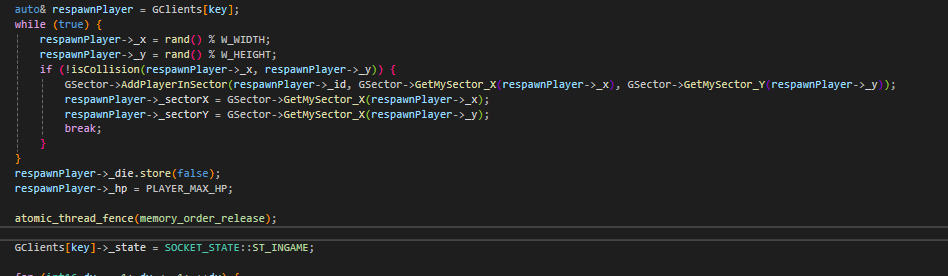 auto& respawnPlayer = GClients[key];
while (true) {
respawnPlayer->_x = rand() % W_WIDTH;
respawnPlayer->_y = rand() % W_HEIGHT;
if (!isCollision(respawnPlayer->_x, respawnPlayer->_y)) {
GSector->AddPlayerInSector(respawnPlayer->_id, GSector->GetMySector_X(respawnPlayer->_x), GSector->GetMySector_Y(respawnPlayer->_y));
respawnPlayer->_sectorX = GSector->GetMySector_X(respawnPlayer->_x);
respawnPlayer->_sectorY = GSector->GetMySector_X(respawnPlayer->_y);
break;
}
}
respawnPlayer->_die.store(false);
respawnPlayer->_hp = PLAYER_MAX_HP;
atomic_thread_fence(memory_order_release);
GClients[key]->_state = SOCKET_STATE::ST_INGAME;